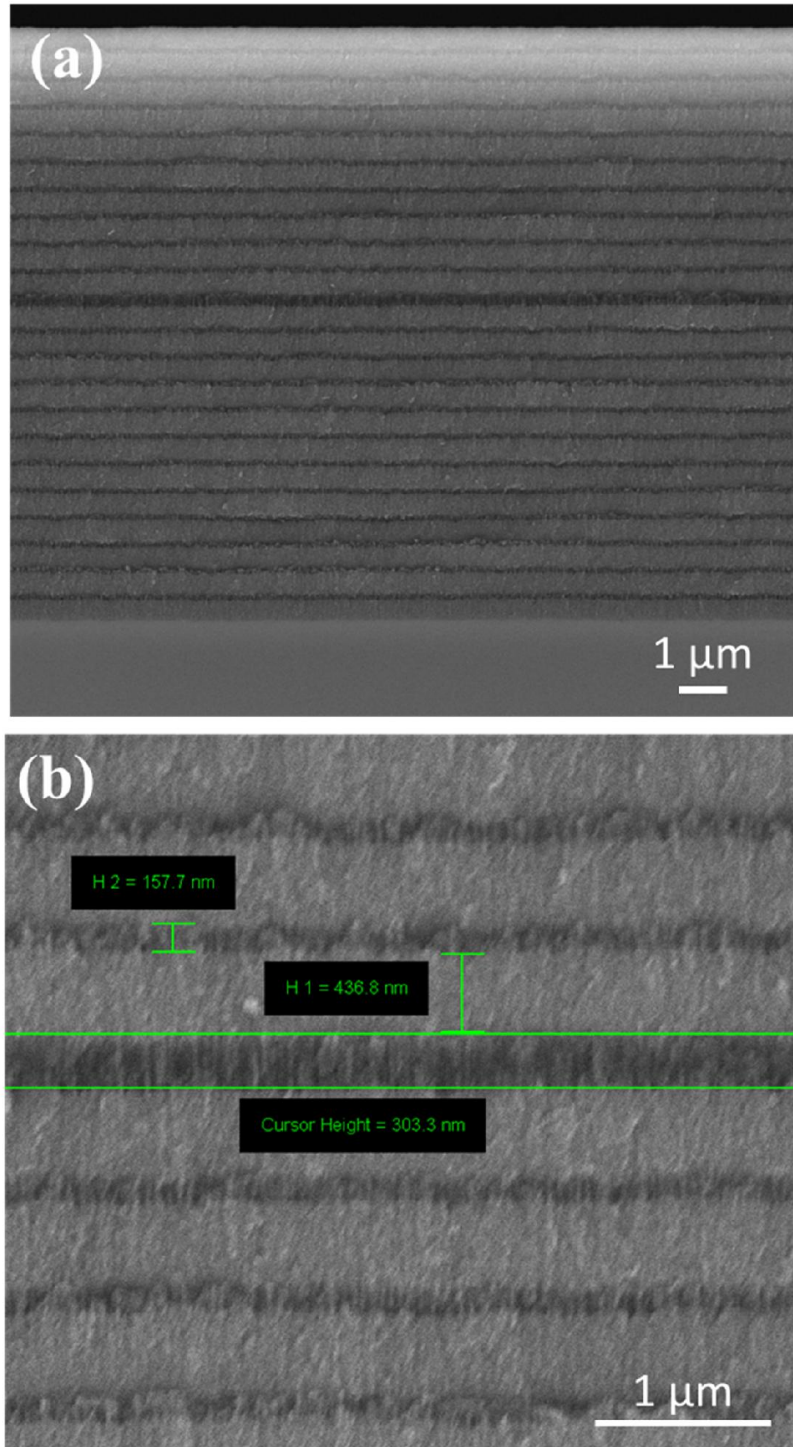 (a)
1 μm
(b)
H 2 = 157.7 nm
H 1 = 436.8 nm
Cursor Height = 303.3 nm
1 μm